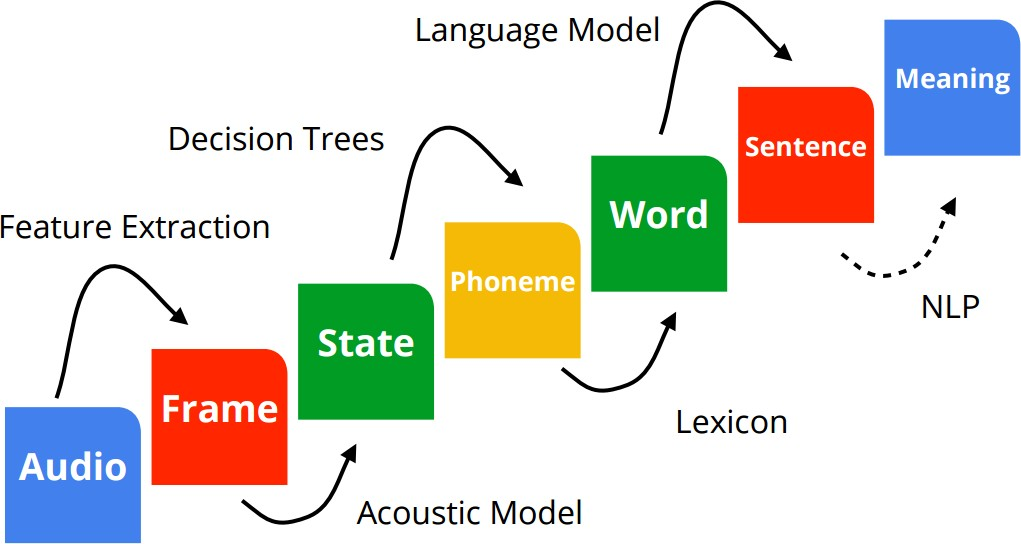 Language Model
Meaning
Sentence
Decision Trees
Word
Feature Extraction
Phoneme
NLP
State
Frame
Lexicon
Audio
Acoustic Model